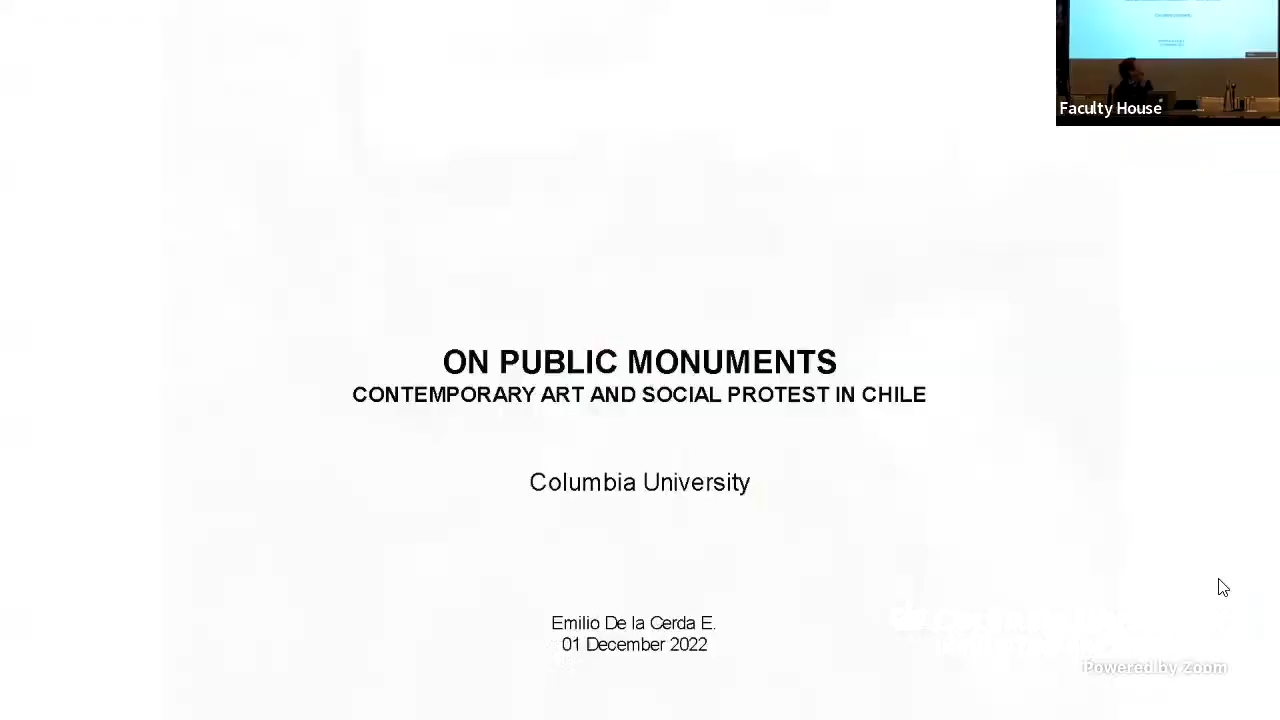 Faculty House
ON PUBLIC MONUMENTS
CONTEMPORARY ART AND SOCIAL PROTEST IN CHILE
Columbia University
Emilio De la Cerda E.
01 December 2022
Powered by Zoom